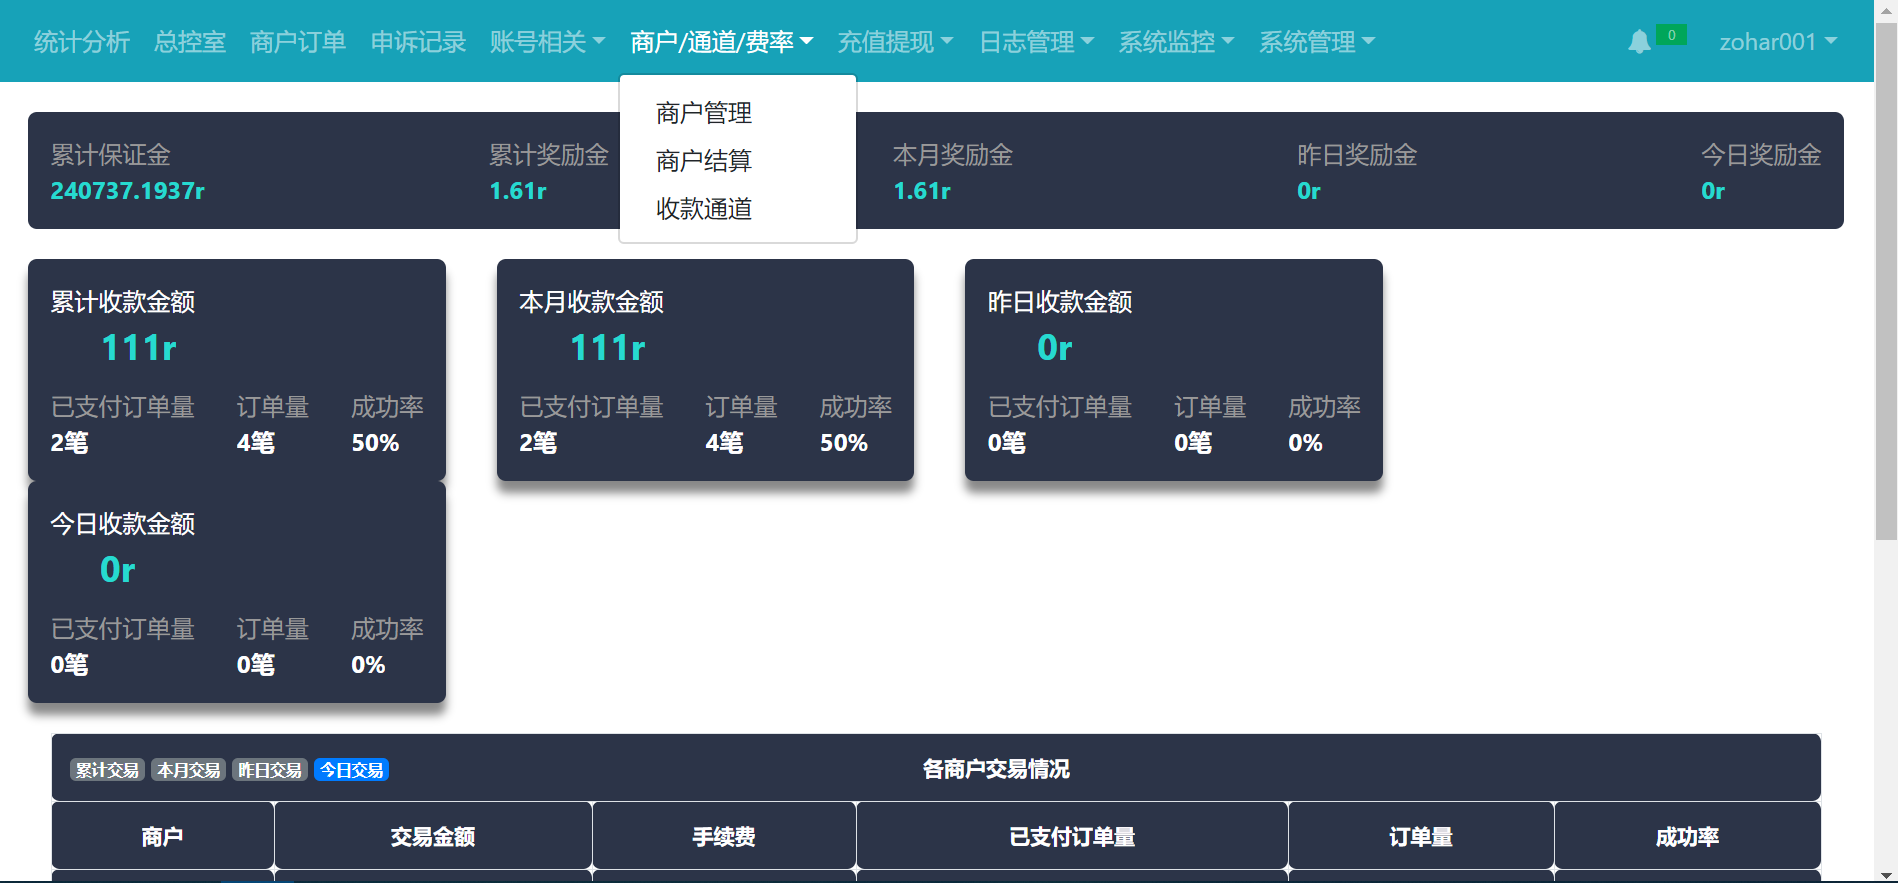 统计分析 总控室 商户订单 申诉记录 账号相关 商户/通道/费率 充值提现 日志管理 系统监控 系统管理 0 zohar001
商户管理
商户结算
收款通道
累计保证金 累计奖励金 本月奖励金 昨日奖励金 今日奖励金
240737.1937r 1.61r 1.61r 0r 0r
累计收款金额
111r
已支付订单量 订单量 成功率
2笔 4笔 50%
本月收款金额
111r
已支付订单量 订单量 成功率
2笔 4笔 50%
昨日收款金额
0r
已支付订单量 订单量 成功率
0笔 0笔 0%
今日收款金额
0r
已支付订单量 订单量 成功率
0笔 0笔 0%
累计交易 本月交易 昨日交易 今日交易 各商户交易情况
商户 交易金额 手续费 已支付订单量 订单量 成功率